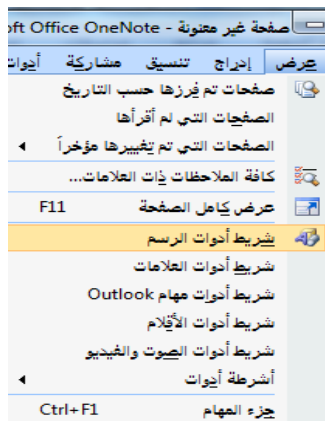 صفحة غير معنونة - oft Office OneNote
عرض إدراج تنسيق مشاركة أدوات
صفحات تم فرزها حسب التاريخ
الصفحات التي لم أقرأها
الصفحات التي تم تغييرها مؤخراً
كافة الملاحظات ذات العلامات...
عرض كامل الصفحة F11
شريط أدوات الرسم
شريط أدوات العلامات
شريط أدوات مهام Outlook
شريط أدوات الأقلام
شريط أدوات الصوت والفيديو
أشرطة أدوات
جزء المهام Ctrl+F1